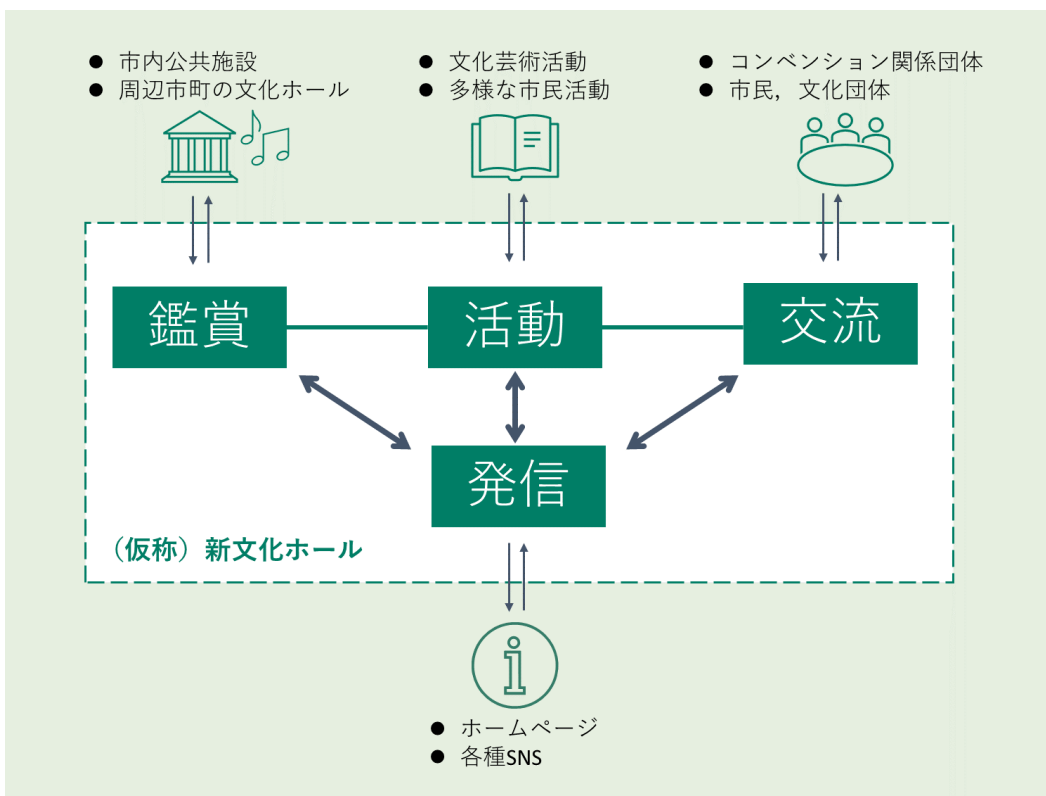 ● 市内公共施設
● 周辺市町の文化ホール
● 文化芸術活動
● 多様な市民活動
● コンベンション関係団体
● 市民，文化団体
鑑賞
活動
交流
発信
（仮称）新文化ホール
● ホームページ
● 各種SNS